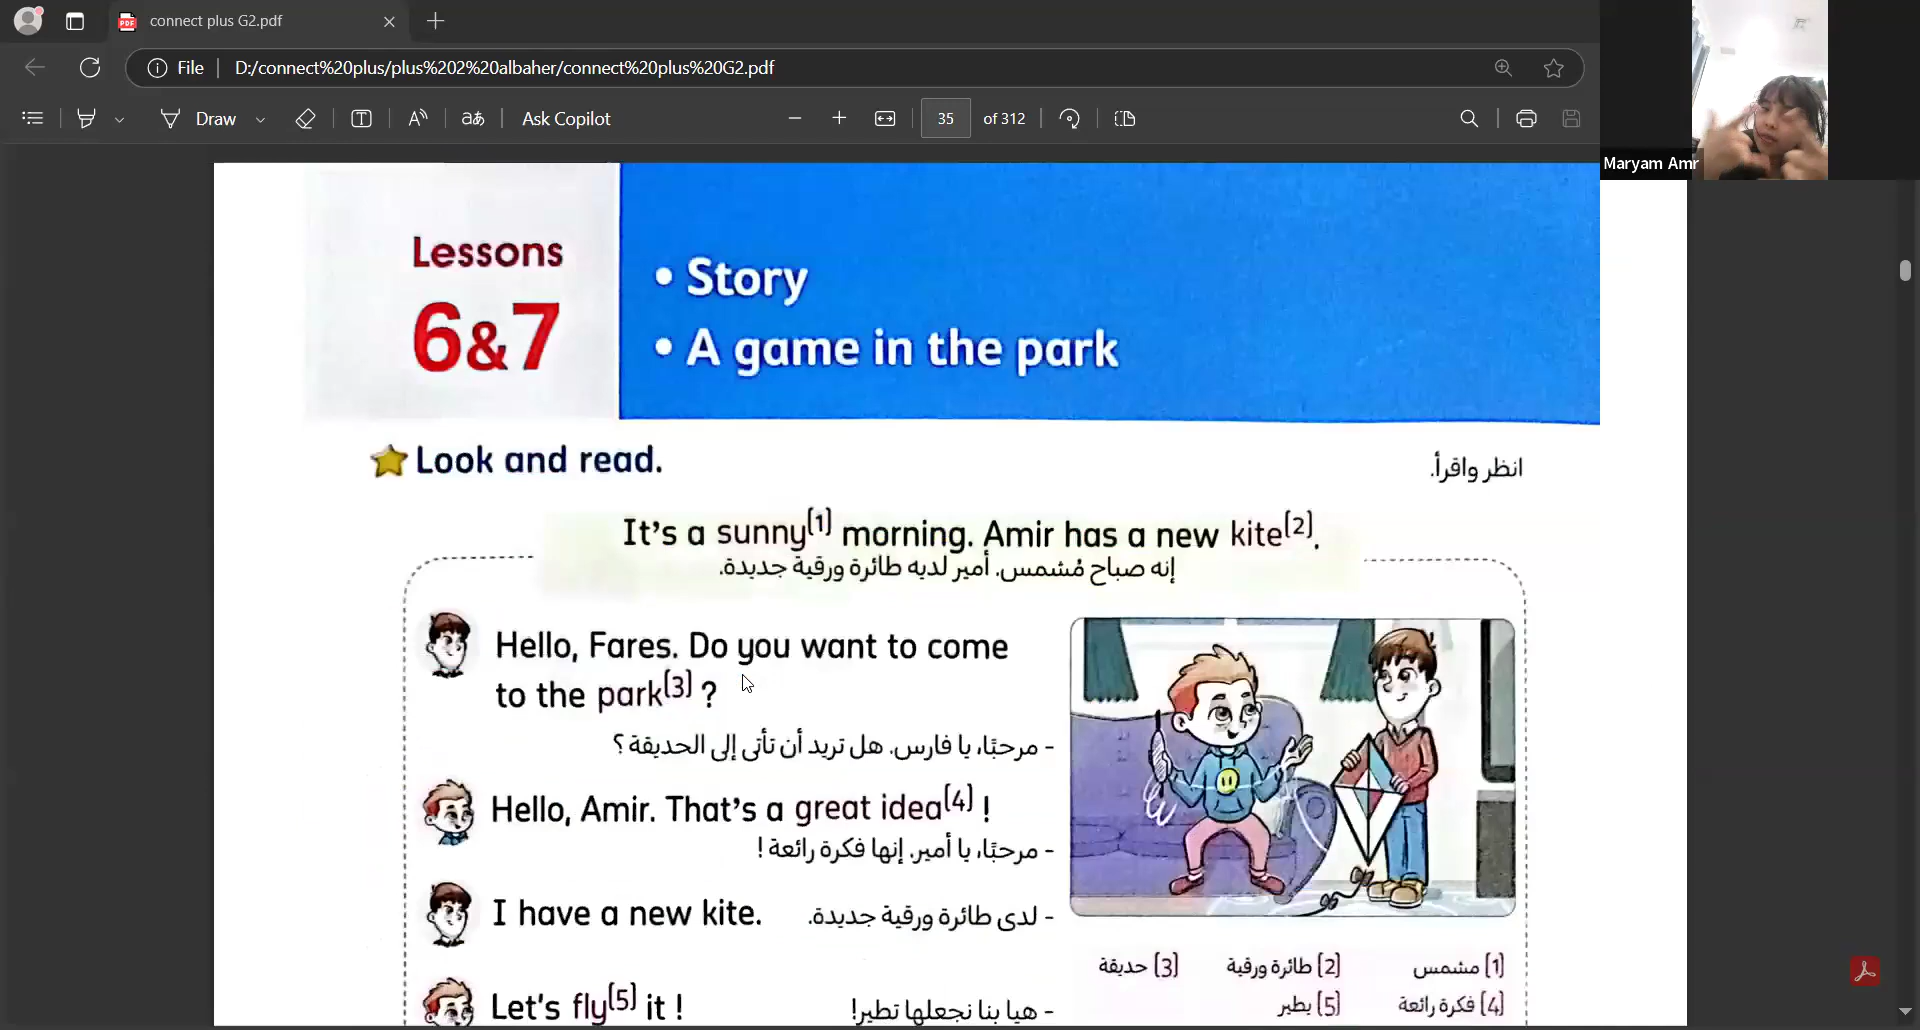 connect plus G2.pdf
File
D:/connect%20plus/plus%202%20albaher/connect%20plus%20G2.pdf
Draw
aあ
Ask Copilot
35 of 312
Maryam Amr
Lessons
6&7
• Story
• A game in the park
Look and read.
انظر واقرأ.
It's a sunny[1] morning. Amir has a new kite[2].
إنه صباح مُشمس. أمير لديه طائرة ورقية جديدة.
Hello, Fares. Do you want to come
to the park[3] ?
- مرحبًا، يا فارس. هل تريد أن تأتى إلى الحديقة ؟
Hello, Amir. That's a great idea[4] !
- مرحبًا، يا أمير. إنها فكرة رائعة !
I have a new kite.
- لدى طائرة ورقية جديدة.
Let's fly[5] it !
- هيا بنا نجعلها تطير!
[1] مشمس [2] طائرة ورقية [3] حديقة
[4] فكرة رائعة [5] يطير